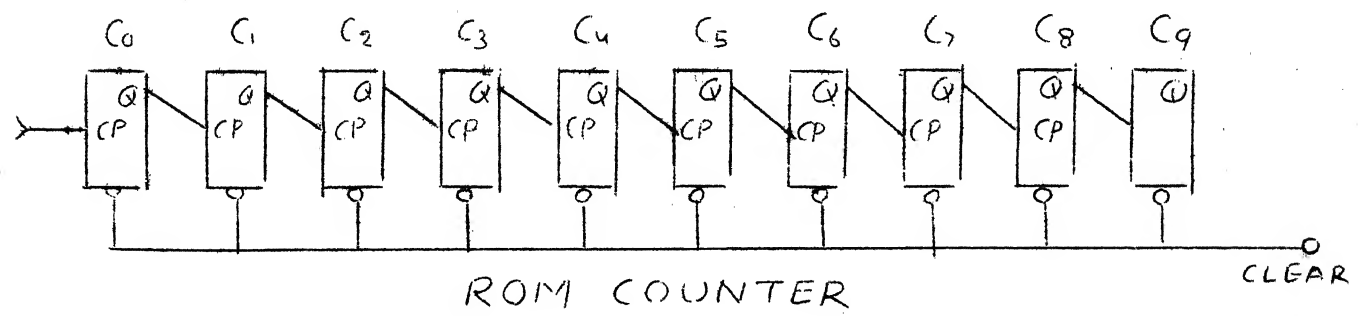 C0 C1 C2 C3 C4 C5 C6 C7 C8 C9
Q Q Q Q Q Q Q Q Q Q
CP CP CP CP CP CP CP CP CP
CLEAR
ROM COUNTER